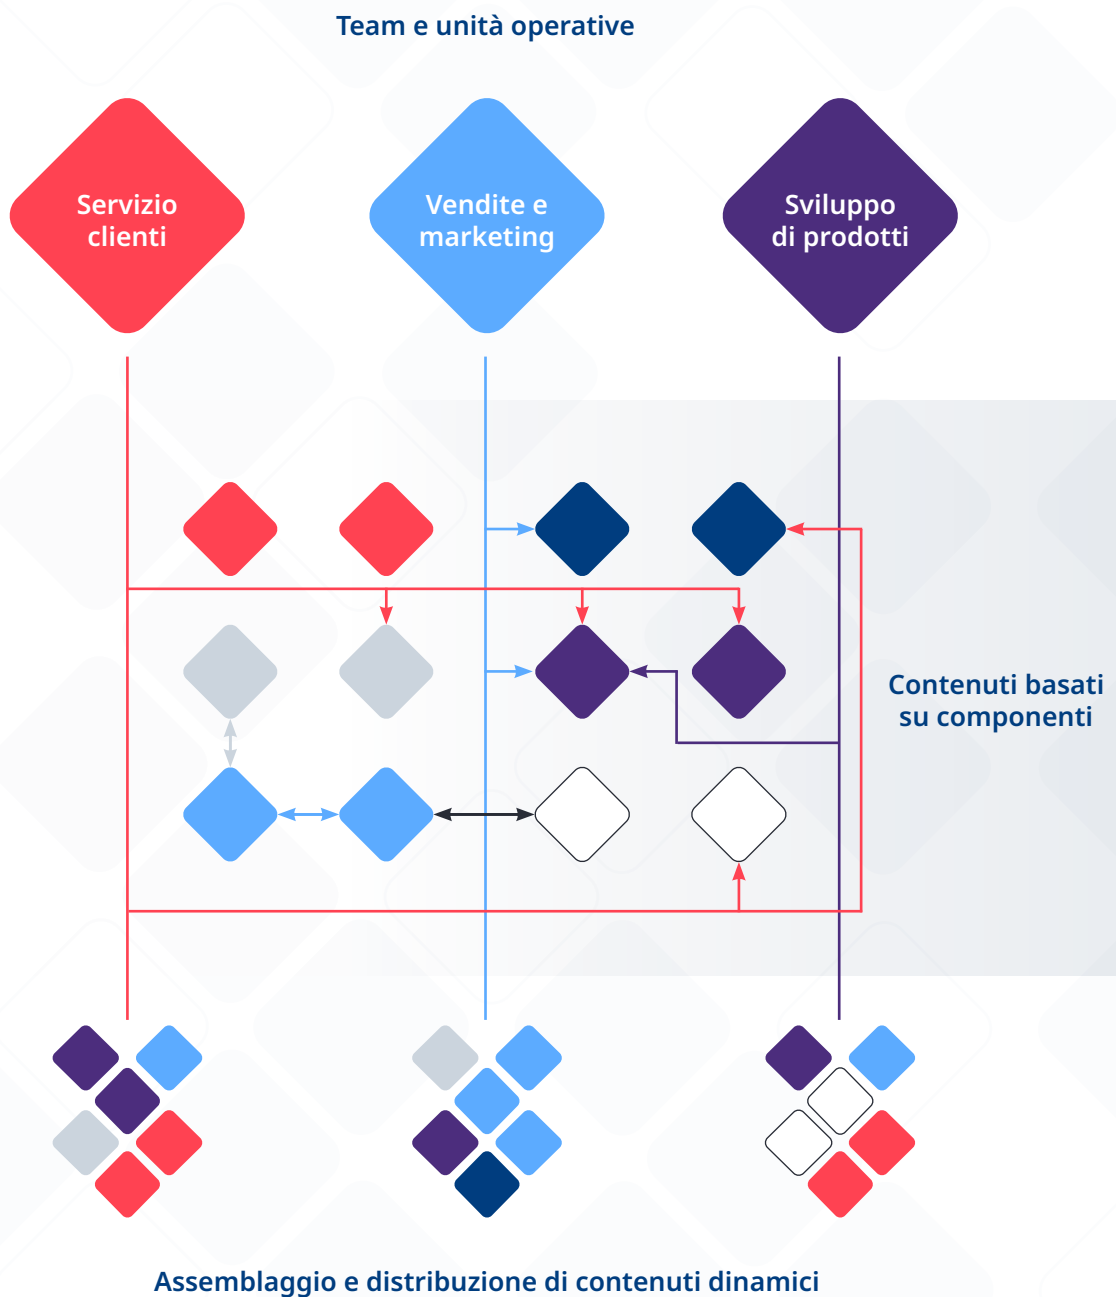 Team e unità operative
Servizio
clienti
Vendite e
marketing
Sviluppo
di prodotti
Contenuti basati
su componenti
Assemblaggio e distribuzione di contenuti dinamici